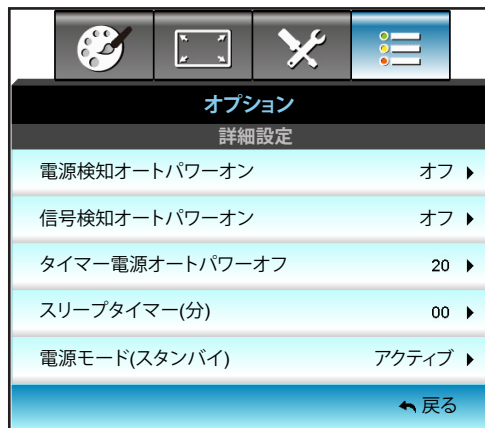 オプション
詳細設定
電源検知オートパワーオン オフ
信号検知オートパワーオン オフ
タイマー電源オートパワーオフ 20
スリープタイマー(分) 00
電源モード(スタンバイ) アクティブ
戻る